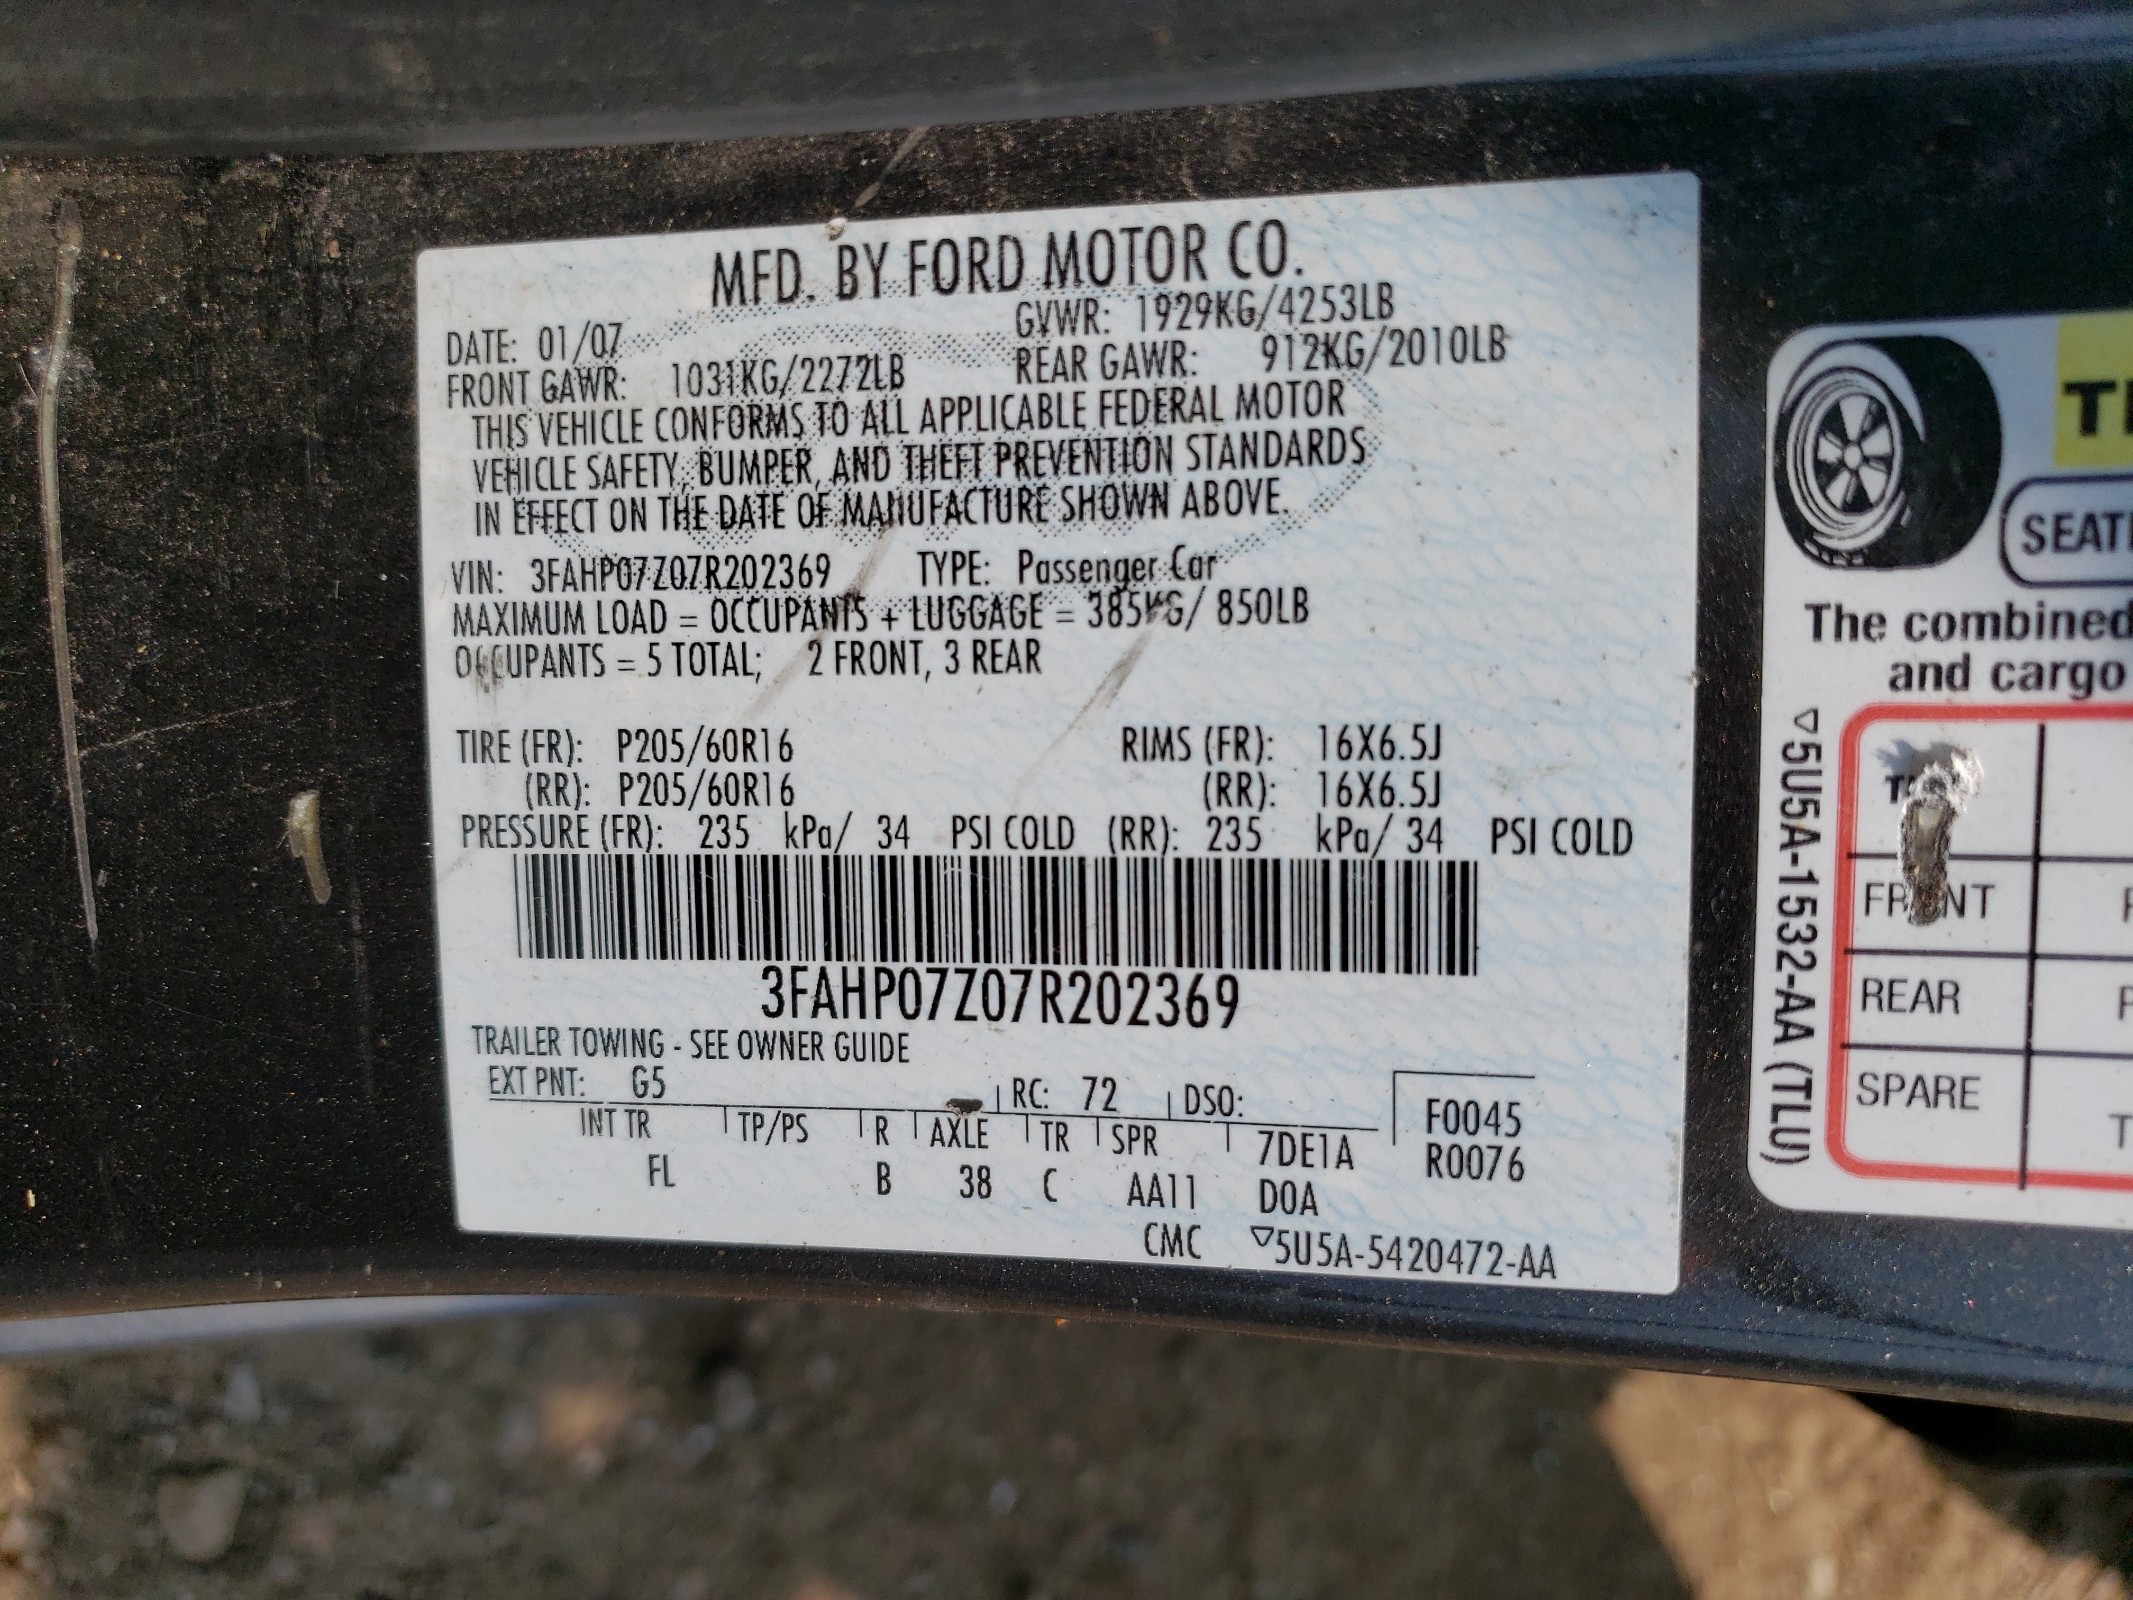 MFD. BY FORD MOTOR CO.
DATE: 01/07 GVWR: 1929KG/4253LB
FRONT GAWR: 1031KG/2272LB REAR GAWR: 912KG/2010LB
THIS VEHICLE CONFORMS TO ALL APPLICABLE FEDERAL MOTOR
VEHICLE SAFETY, BUMPER, AND THEFT PREVENTION STANDARDS
IN EFFECT ON THE DATE OF MANUFACTURE SHOWN ABOVE.
VIN: 3FAHP07Z07R202369 TYPE: Passenger Car
MAXIMUM LOAD = OCCUPANTS + LUGGAGE = 385KG/ 850LB
OCCUPANTS = 5 TOTAL; 2 FRONT, 3 REAR
TIRE (FR): P205/60R16 RIMS (FR): 16X6.5J
(RR): P205/60R16 (RR): 16X6.5J
PRESSURE (FR): 235 kPa/ 34 PSI COLD (RR): 235 kPa/ 34 PSI COLD
3FAHP07Z07R202369
TRAILER TOWING - SEE OWNER GUIDE
EXT PNT: G5 RC: 72 DSO:
INT TR TP/PS R AXLE TR SPR 7DE1A F0045
FL B 38 C AA11 D0A R0076
CMC ▽5U5A-5420472-AA
The combined
and cargo
FRONT
REAR
SPARE
▽5U5A-1532-AA (TLU)